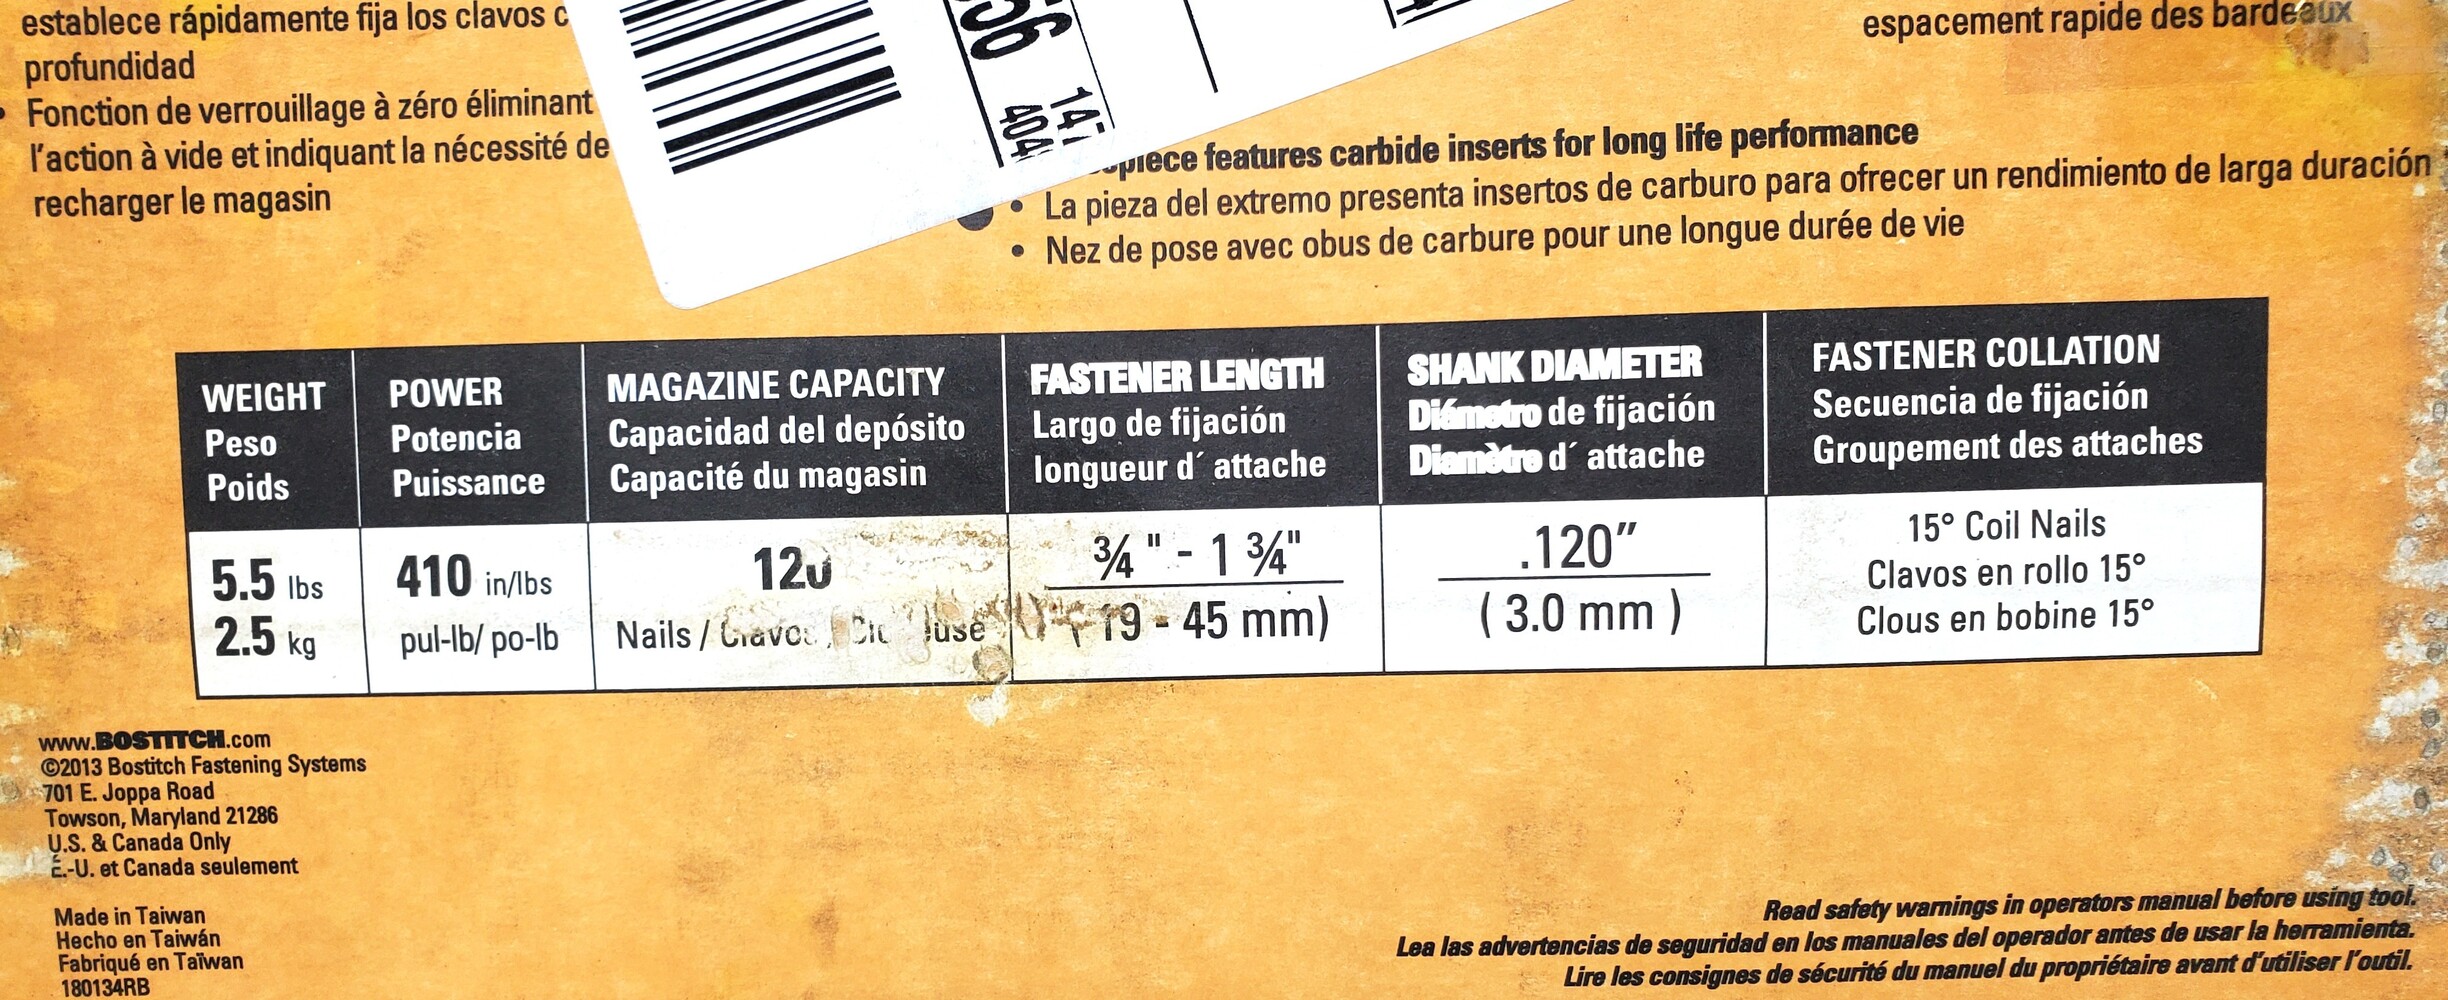 establece rápidamente fija los clavos
profundidad
• Fonction de verrouillage à zéro éliminant
l'action à vide et indiquant la nécessité de
recharger le magasin
espacement rapide des bardeaux
features carbide inserts for long life performance
• La pieza del extremo presenta insertos de carburo para ofrecer un rendimiento de larga duración
• Nez de pose avec obus de carbure pour une longue durée de vie
WEIGHT
Peso
Poids
5.5 lbs
2.5 kg
POWER
Potencia
Puissance
410 in/lbs
pul-lb/ po-lb
MAGAZINE CAPACITY
Capacidad del depósito
Capacité du magasin
120
Nails /
FASTENER LENGTH
Largo de fijación
longueur d´ attache
¾ " - 1 ¾"
( 19 - 45 mm)
SHANK DIAMETER
Diámetro de fijación
Diamètre d´ attache
.120"
( 3.0 mm )
FASTENER COLLATION
Secuencia de fijación
Groupement des attaches
15° Coil Nails
Clavos en rollo 15°
Clous en bobine 15°
www.BOSTITCH.com
©2013 Bostitch Fastening Systems
701 E. Joppa Road
Towson, Maryland 21286
U.S. & Canada Only
É.-U. et Canada seulement
Made in Taiwan
Hecho en Taiwán
Fabriqué en Taïwan
180134RB
Read safety warnings in operators manual before using tool.
Lea las advertencias de seguridad en los manuales del operador antes de usar la herramienta.
Lire les consignes de sécurité du manuel du propriétaire avant d'utiliser l'outil.